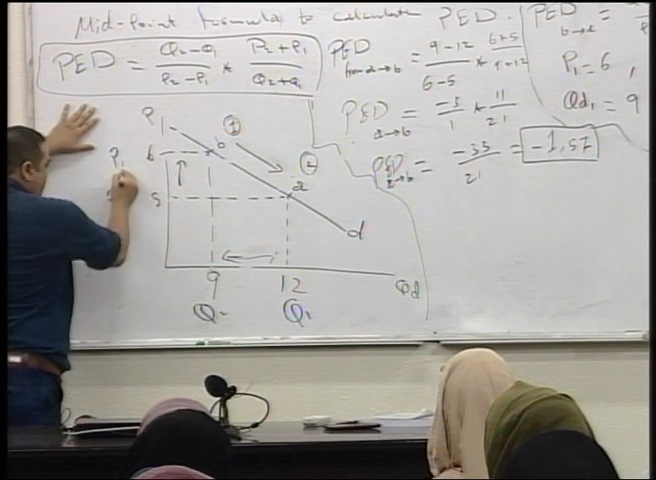 Mid-Point formula to calculate PED.
PED = Q2-Q1 / P2-P1 * P2+P1 / Q2+Q1
PED from a→b = 9-12 / 6-5 * 6+5 / 9+12
PED a→b = -3 / 1 * 11 / 21
PED a→b = -33 / 21 = -1,57
PED b→a =
P1=6,
Qd1=9
P
①
b
②
P1
6
5
a
d
9
12
Qd
Q1